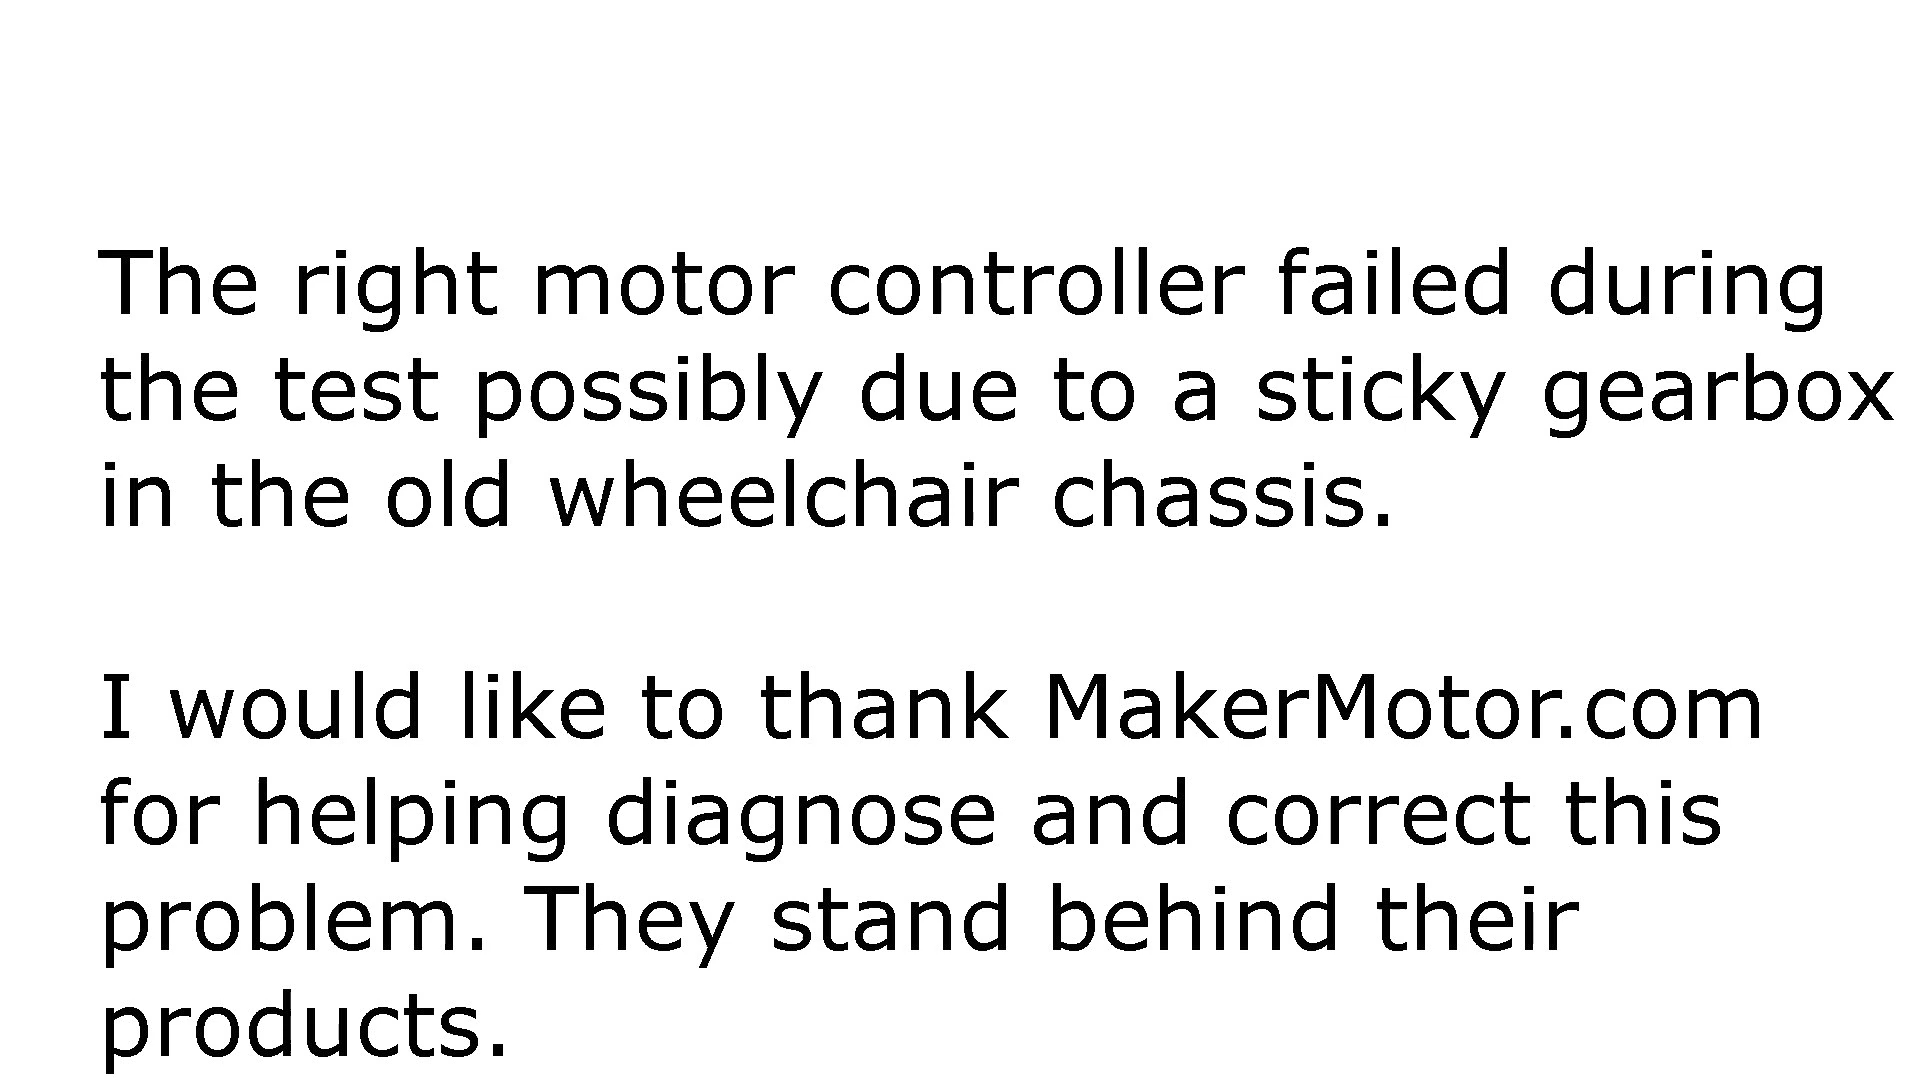 The right motor controller failed during
the test possibly due to a sticky gearbox
in the old wheelchair chassis.
I would like to thank MakerMotor.com
for helping diagnose and correct this
problem. They stand behind their
products.